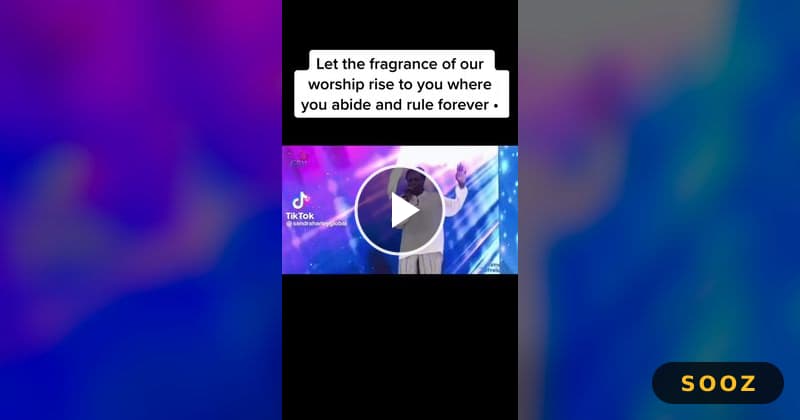 Let the fragrance of our
worship rise to you where
you abide and rule forever •
TikTok
SOOZ